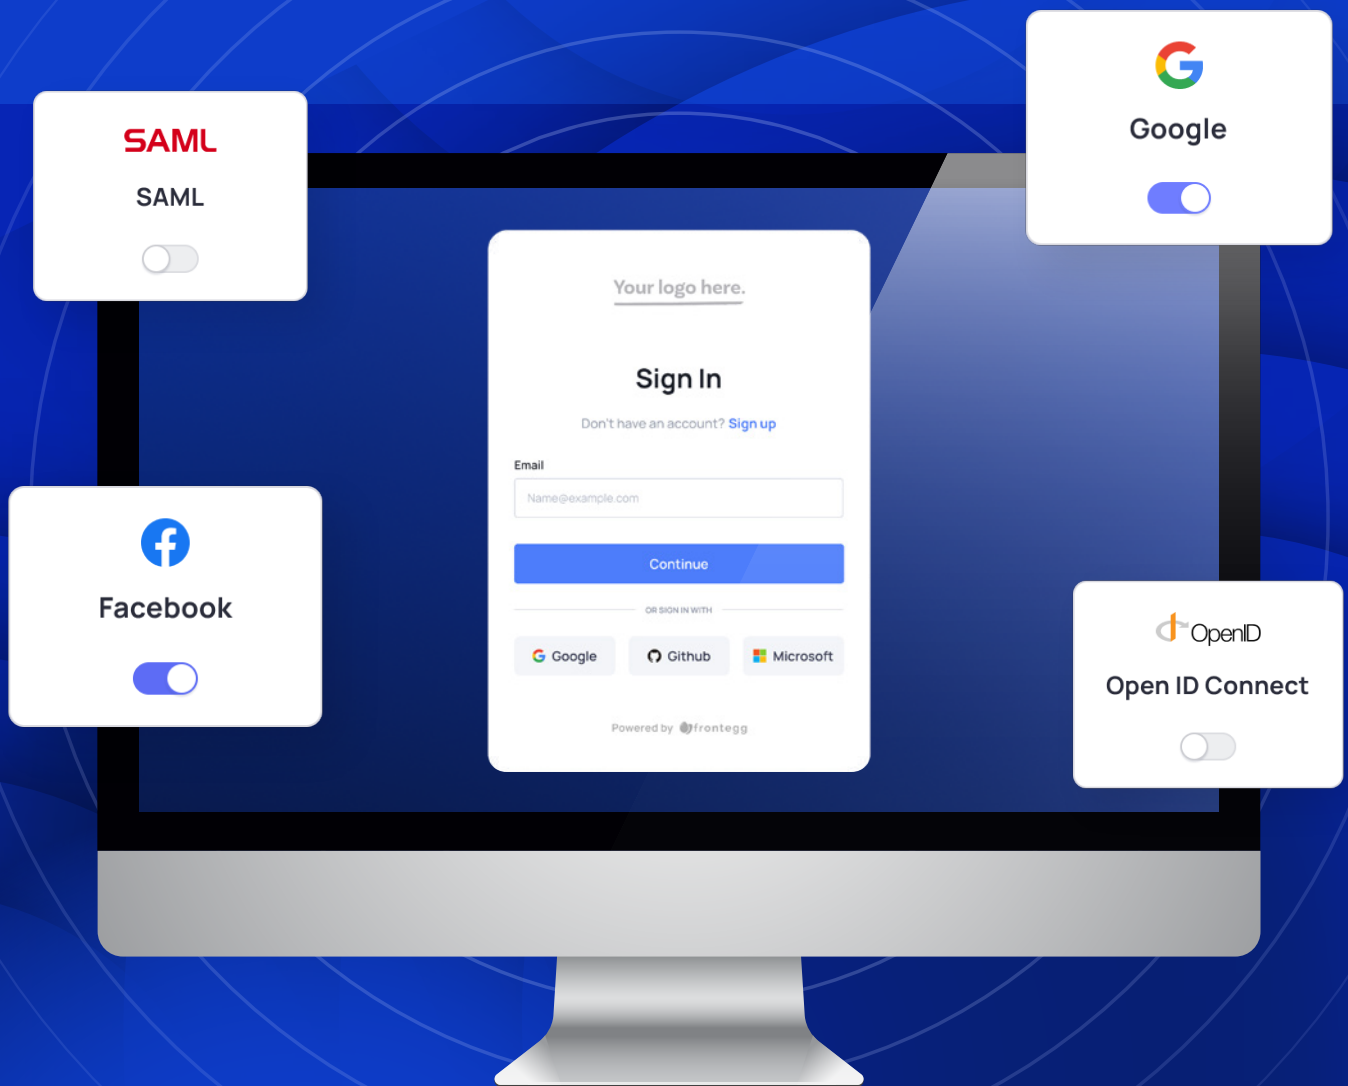 SAML
SAML
Google
Your logo here.
Sign In
Don't have an account? Sign up
Email
Name@example.com
Continue
OR SIGN IN WITH
Google
Github
Microsoft
Powered by frontegg
Facebook
OpenID
Open ID Connect